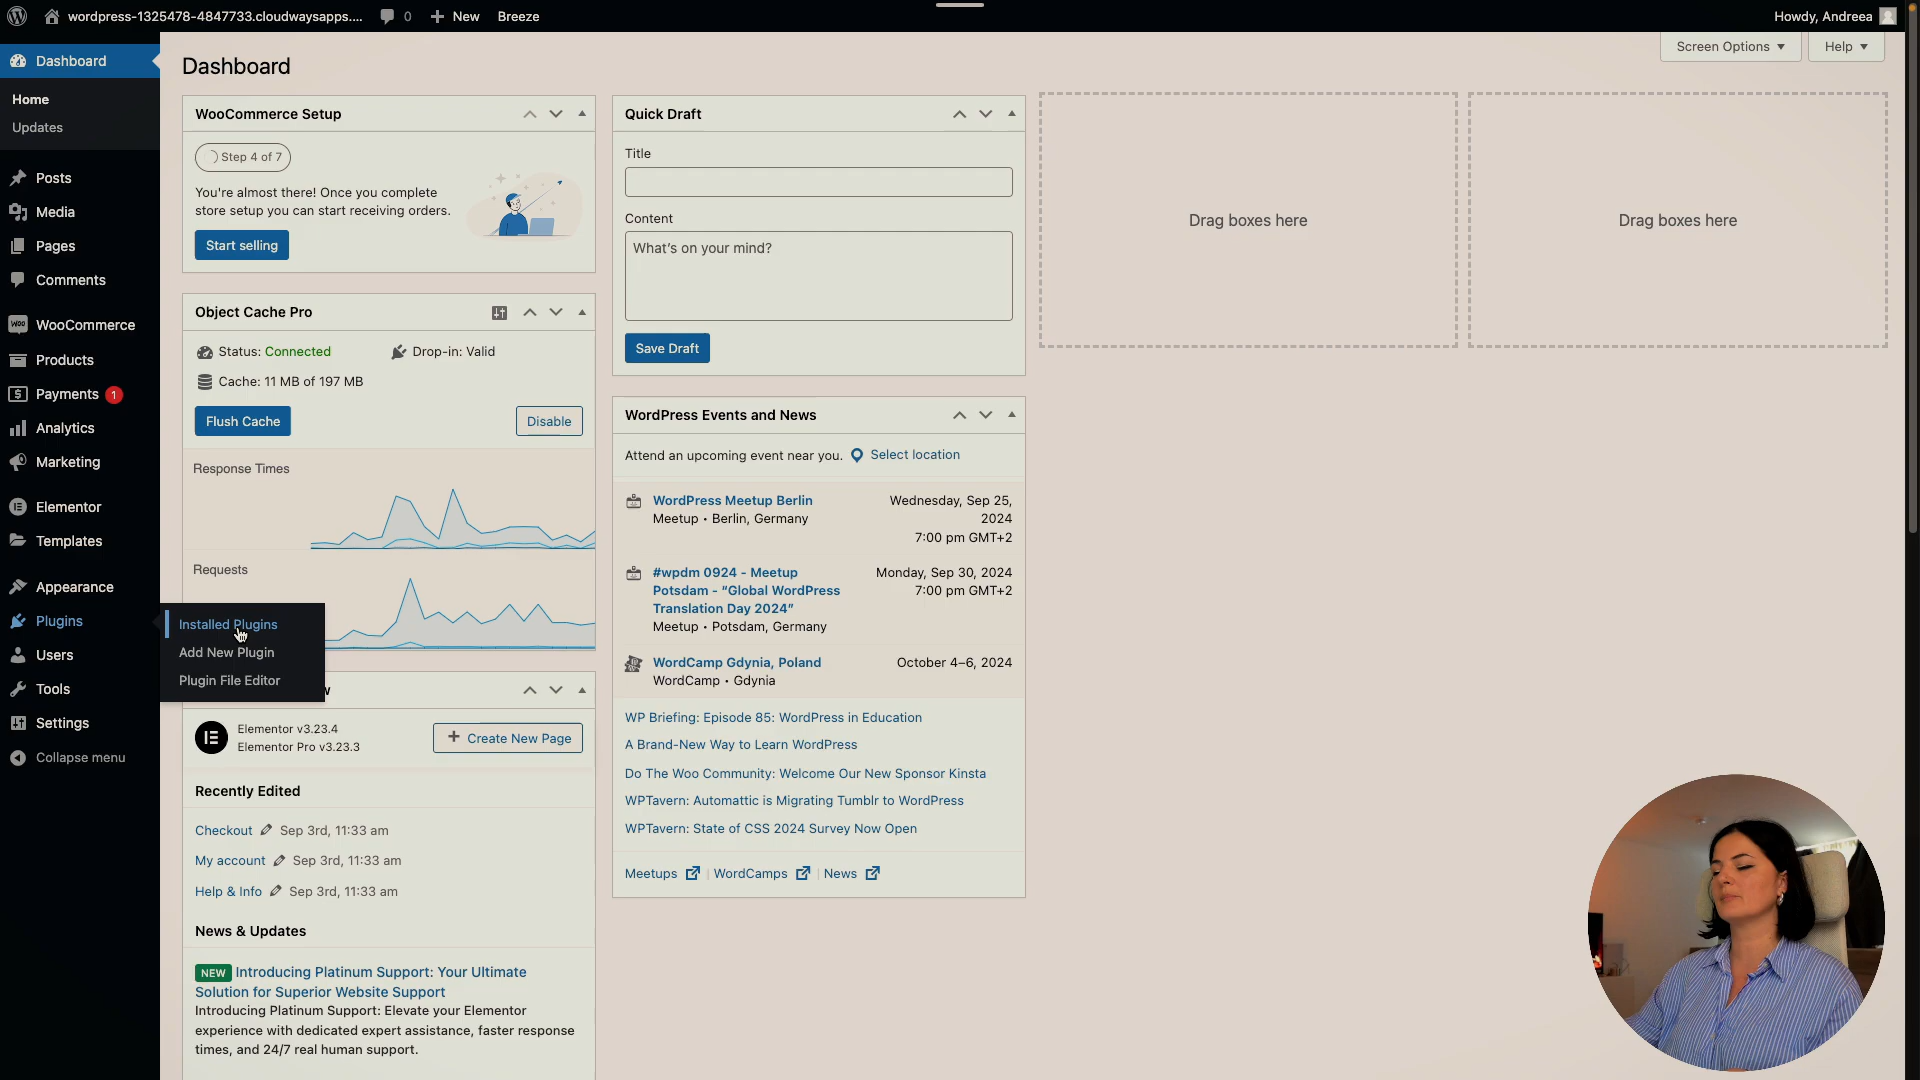 wordpress-1325478-4847733.cloudwaysapps....
0
New
Breeze
Howdy, Andreea
Dashboard
Home
Updates
Posts
Media
Pages
Comments
WooCommerce
Products
Payments 1
Analytics
Marketing
Elementor
Templates
Appearance
Plugins
Users
Tools
Settings
Collapse menu
Installed Plugins
Add New Plugin
Plugin File Editor
Dashboard
Screen Options
Help
WooCommerce Setup
Step 4 of 7
You're almost there! Once you complete
store setup you can start receiving orders.
Start selling
Object Cache Pro
Status: Connected
Drop-in: Valid
Cache: 11 MB of 197 MB
Flush Cache
Disable
Response Times
Requests
w
Elementor v3.23.4
Elementor Pro v3.23.3
Create New Page
Recently Edited
Checkout Sep 3rd, 11:33 am
My account Sep 3rd, 11:33 am
Help & Info Sep 3rd, 11:33 am
News & Updates
NEW Introducing Platinum Support: Your Ultimate
Solution for Superior Website Support
Introducing Platinum Support: Elevate your Elementor
experience with dedicated expert assistance, faster response
times, and 24/7 real human support.
Quick Draft
Title
Content
What's on your mind?
Save Draft
WordPress Events and News
Attend an upcoming event near you. Select location
WordPress Meetup Berlin
Meetup • Berlin, Germany
Wednesday, Sep 25,
2024
7:00 pm GMT+2
#wpdm 0924 - Meetup
Potsdam - "Global WordPress
Translation Day 2024"
Meetup • Potsdam, Germany
Monday, Sep 30, 2024
7:00 pm GMT+2
WordCamp Gdynia, Poland
WordCamp • Gdynia
October 4–6, 2024
WP Briefing: Episode 85: WordPress in Education
A Brand-New Way to Learn WordPress
Do The Woo Community: Welcome Our New Sponsor Kinsta
WPTavern: Automattic is Migrating Tumblr to WordPress
WPTavern: State of CSS 2024 Survey Now Open
Meetups | WordCamps | News
Drag boxes here
Drag boxes here